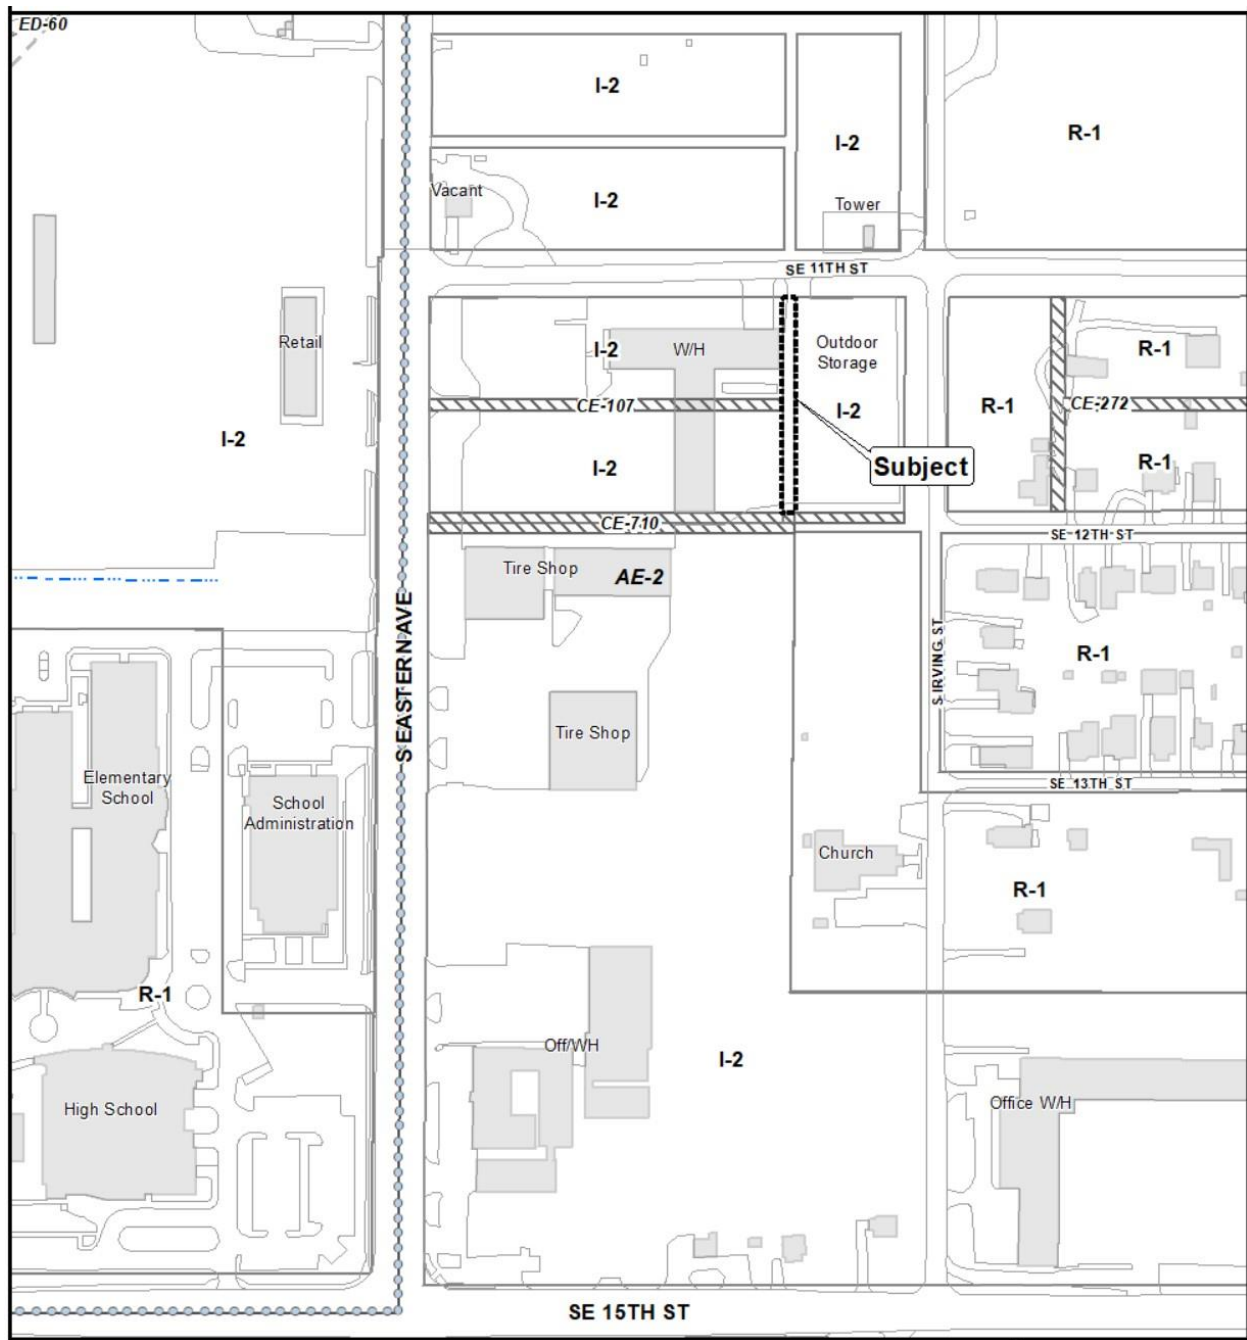 ED-60
I-2
I-2
R-1
Vacant
I-2
Tower
SE 11TH ST
Retail
I-2
W/H
Outdoor
Storage
R-1
CE-107
I-2
R-1
CE-272
I-2
I-2
Subject
R-1
CE-710
SE 12TH ST
Tire Shop
AE-2
S EASTERN AVE
S IRVING ST
R-1
Tire Shop
Elementary
School
School
Administration
SE 13TH ST
Church
R-1
R-1
Off/WH
I-2
High School
Office W/H
SE 15TH ST